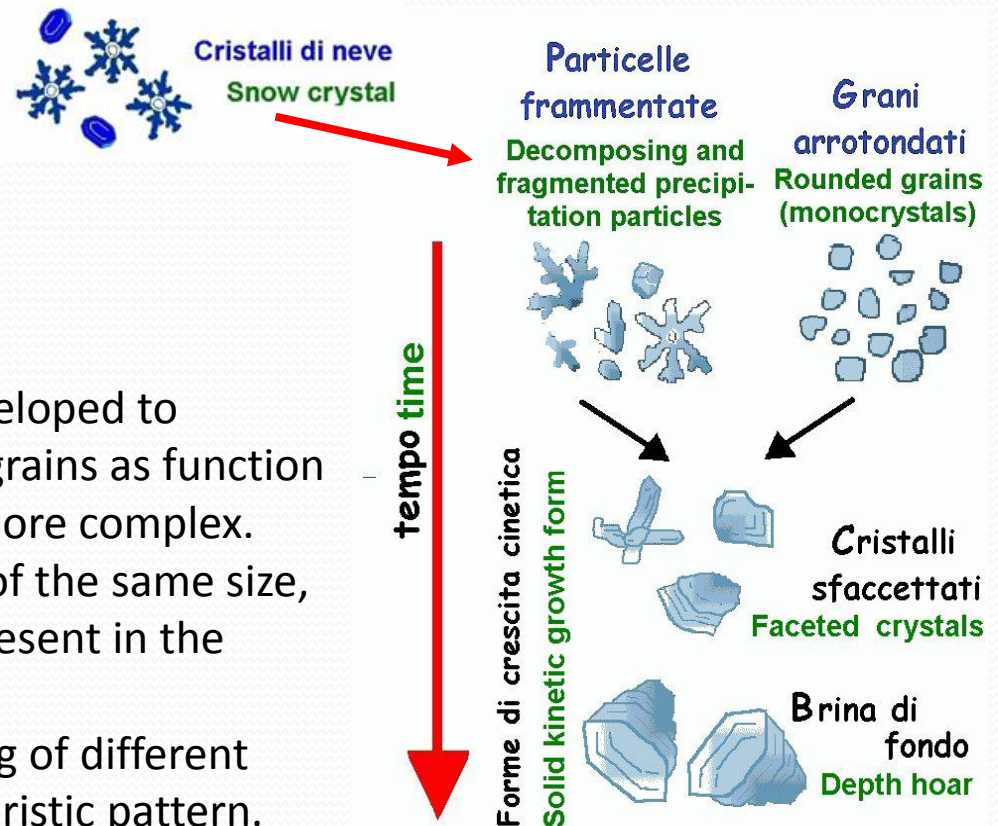 Cristalli di neve
Snow crystal
Particelle
frammentate
Decomposing and
fragmented precipi-
tation particles
Grani
arrotondati
Rounded grains
(monocrystals)
tempo time
eloped to
grains as function
ore complex.
of the same size,
esent in the
g of different
ristic pattern.
Forme di crescita cinetica
Solid kinetic growth form
Cristalli
sfaccettati
Faceted crystals
Brina di
fondo
Depth hoar